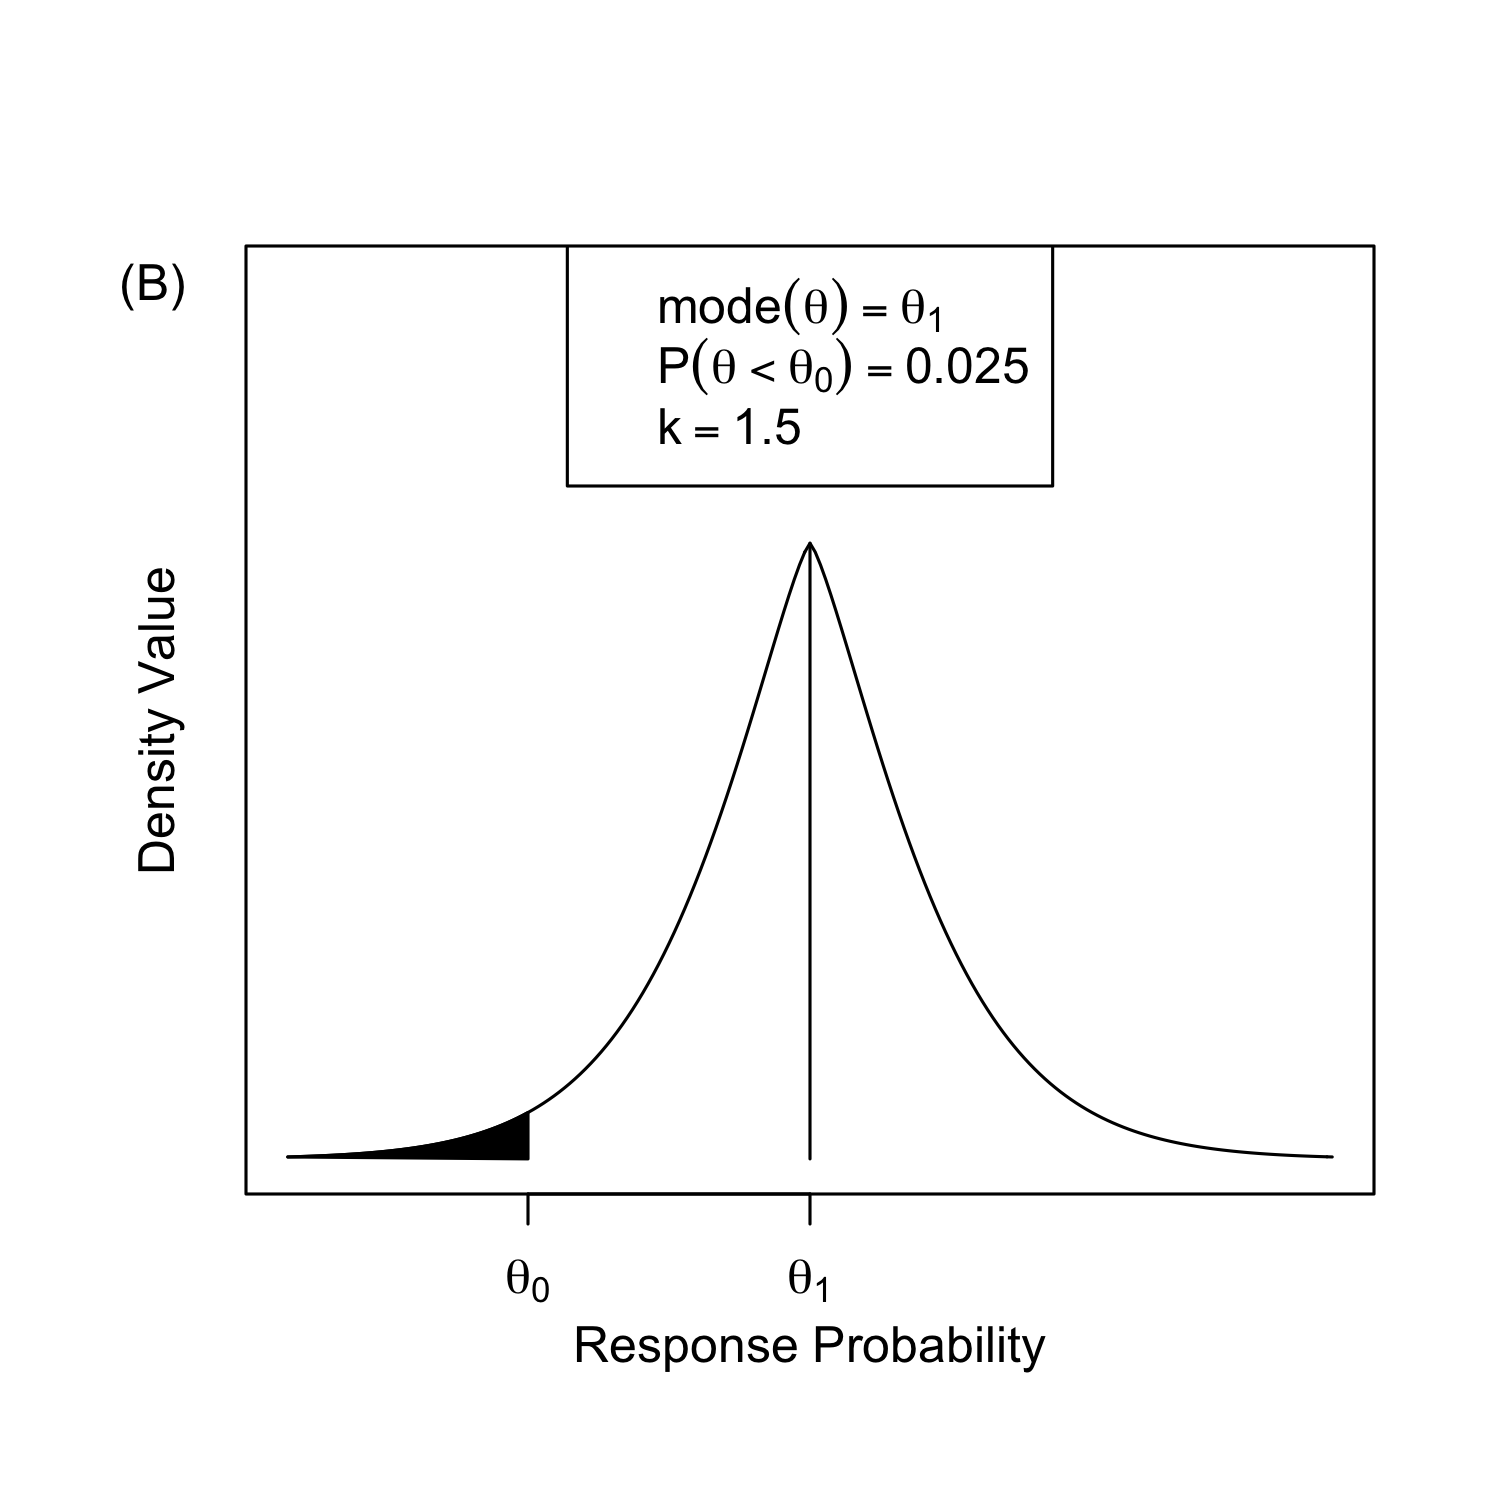 (B)
mode(θ) = θ₁
P(θ < θ₀) = 0.025
k = 1.5
Density Value
θ₀
θ₁
Response Probability